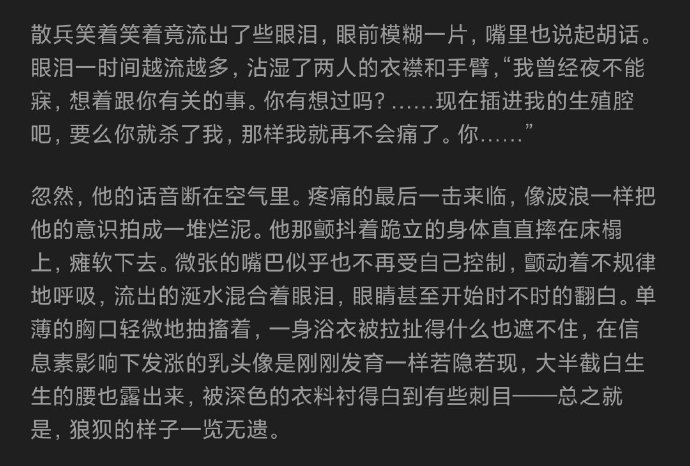 散兵笑着笑着竟流出了些眼泪，眼前模糊一片，嘴里也说起胡话。
眼泪一时间越流越多，沾湿了两人的衣襟和手臂，“我曾经夜不能
寐，想着跟你有关的事。你有想过吗？……现在插进我的生殖腔
吧，要么你就杀了我，那样我就再不会痛了。你……”
忽然，他的话音断在空气里。疼痛的最后一击来临，像波浪一样把
他的意识拍成一堆烂泥。他那颤抖着跪立的身体直直摔在床榻
上，瘫软下去。微张的嘴巴似乎也不再受自己控制，颤动着不规律
地呼吸，流出的涎水混合着眼泪，眼睛甚至开始时不时的翻白。单
薄的胸口轻微地抽搐着，一身浴衣被拉扯得什么也遮不住，在信
息素影响下发涨的乳头像是刚刚发育一样若隐若现，大半截白生
生的腰也露出来，被深色的衣料衬得白到有些刺目——总之就
是，狼狈的样子一览无遗。